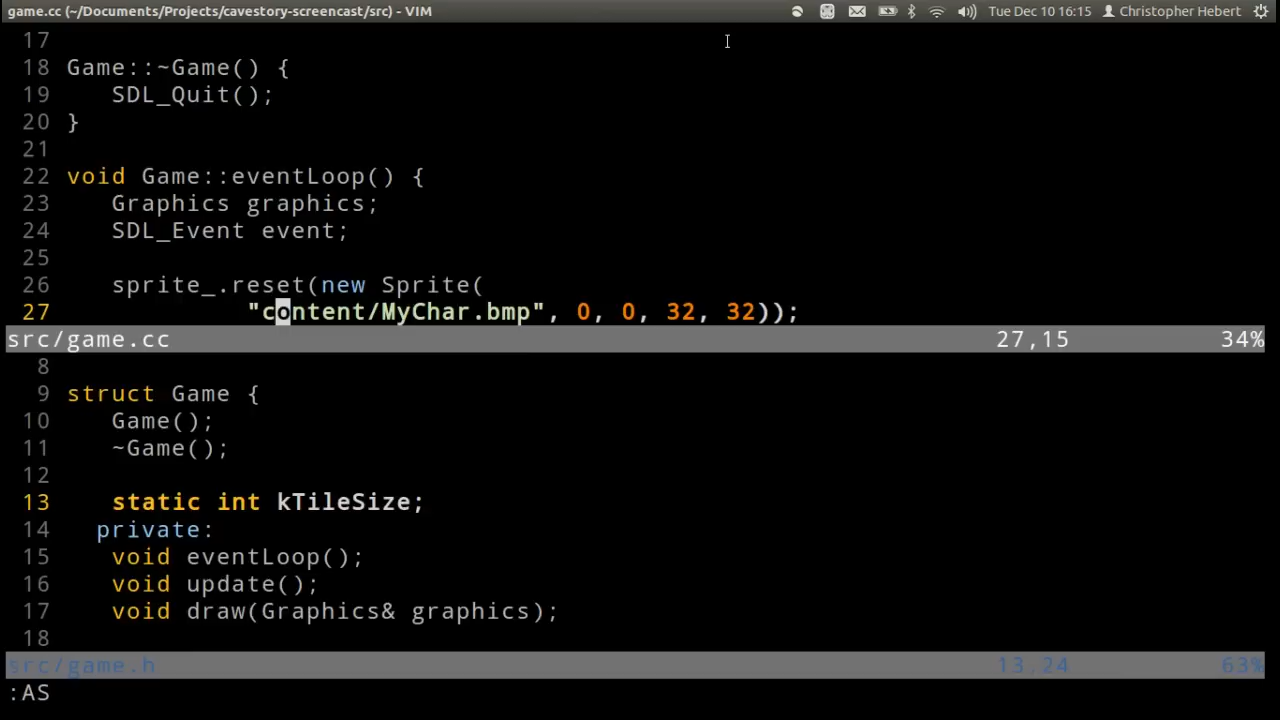 game.cc (~/Documents/Projects/cavestory-screencast/src) - VIM Tue Dec 10 16:15 Christopher Hebert
17
18 Game::~Game() {
19 SDL_Quit();
20 }
21
22 void Game::eventLoop() {
23 Graphics graphics;
24 SDL_Event event;
25
26 sprite_.reset(new Sprite(
27 "content/MyChar.bmp", 0, 0, 32, 32));
src/game.cc 27,15 34%
8
9 struct Game {
10 Game();
11 ~Game();
12
13 static int kTileSize;
14 private:
15 void eventLoop();
16 void update();
17 void draw(Graphics& graphics);
18
src/game.h 13,24 63%
:AS